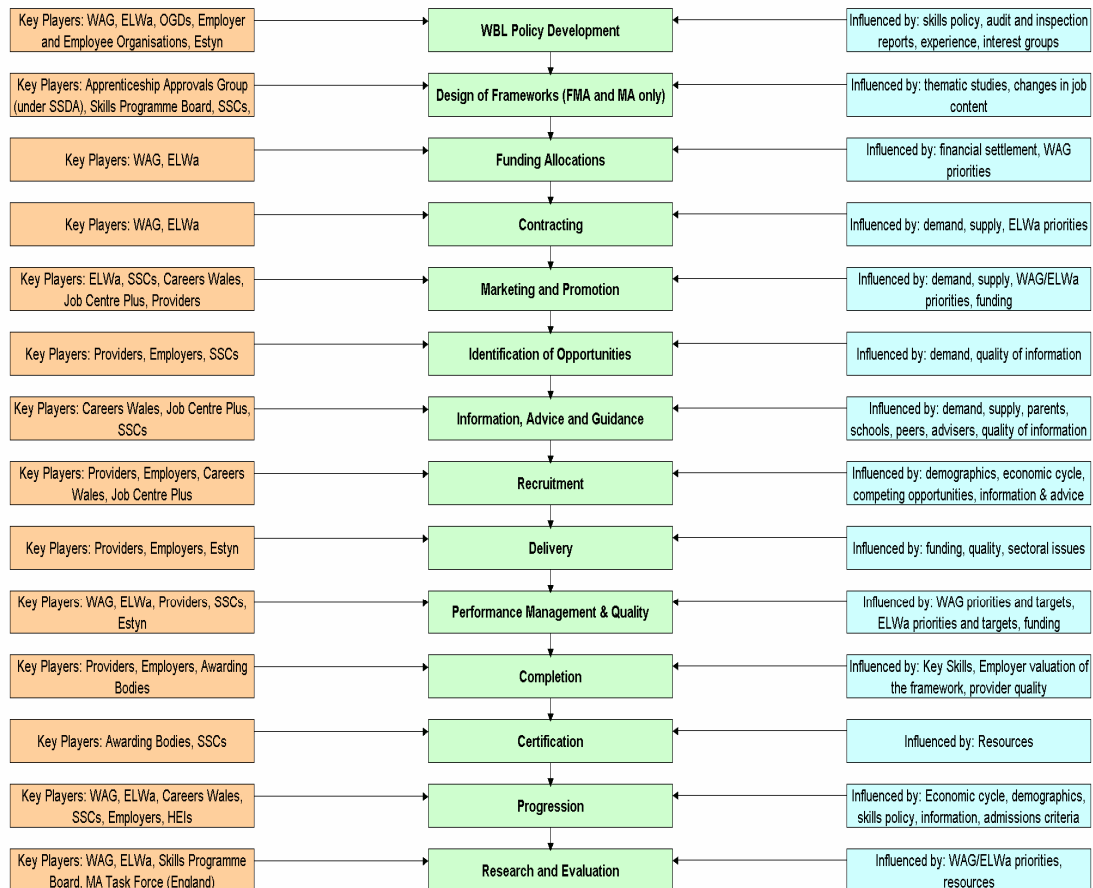 Key Players: WAG, ELWa, OGDs, Employer
and Employee Organisations, Estyn
WBL Policy Development
Influenced by: skills policy, audit and inspection
reports, experience, interest groups
Key Players: Apprenticeship Approvals Group
(under SSDA), Skills Programme Board, SSCs,
Design of Frameworks (FMA and MA only)
Influenced by: thematic studies, changes in job
content
Key Players: WAG, ELWa
Funding Allocations
Influenced by: financial settlement, WAG
priorities
Key Players: WAG, ELWa
Contracting
Influenced by: demand, supply, ELWa priorities
Key Players: ELWa, SSCs, Careers Wales,
Job Centre Plus, Providers
Marketing and Promotion
Influenced by: demand, supply, WAG/ELWa
priorities, funding
Key Players: Providers, Employers, SSCs
Identification of Opportunities
Influenced by: demand, quality of information
Key Players: Careers Wales, Job Centre Plus,
SSCs
Information, Advice and Guidance
Influenced by: demand, supply, parents,
schools, peers, advisers, quality of information
Key Players: Providers, Employers, Careers
Wales, Job Centre Plus
Recruitment
Influenced by: demographics, economic cycle,
competing opportunities, information & advice
Key Players: Providers, Employers, Estyn
Delivery
Influenced by: funding, quality, sectoral issues
Key Players: WAG, ELWa, Providers, SSCs,
Estyn
Performance Management & Quality
Influenced by: WAG priorities and targets,
ELWa priorities and targets, funding
Key Players: Providers, Employers, Awarding
Bodies
Completion
Influenced by: Key Skills, Employer valuation of
the framework, provider quality
Key Players: Awarding Bodies, SSCs
Certification
Influenced by: Resources
Key Players: WAG, ELWa, Careers Wales,
SSCs, Employers, HEIs
Progression
Influenced by: Economic cycle, demographics,
skills policy, information, admissions criteria
Key Players: WAG, ELWa, Skills Programme
Board, MA Task Force (England)
Research and Evaluation
Influenced by: WAG/ELWa priorities,
resources